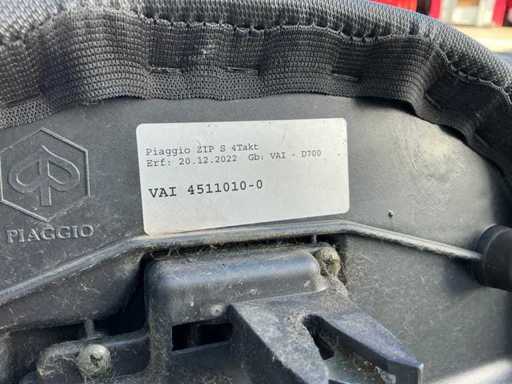 Piaggio ZIP S 4Takt
Erf: 20.12.2022 Gb: VAI - D700
VAI 4511010-0
PIAGGIO